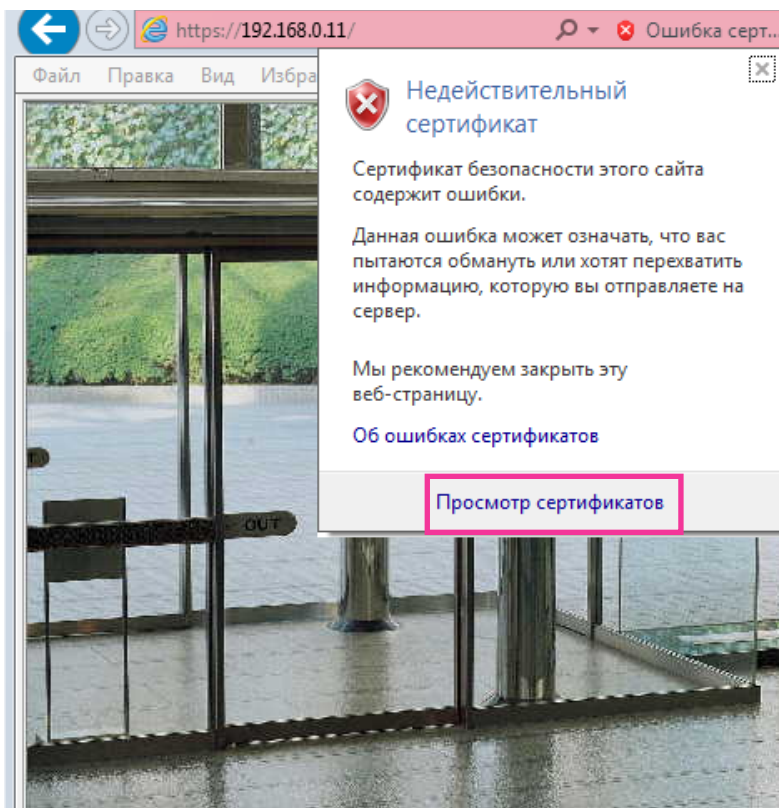 https://192.168.0.11/
Ошибка серт...
Файл Правка Вид Избра
Недействительный
сертификат
Сертификат безопасности этого сайта
содержит ошибки.
Данная ошибка может означать, что вас
пытаются обмануть или хотят перехватить
информацию, которую вы отправляете на
сервер.
Мы рекомендуем закрыть эту
веб-страницу.
Об ошибках сертификатов
Просмотр сертификатов
OUT